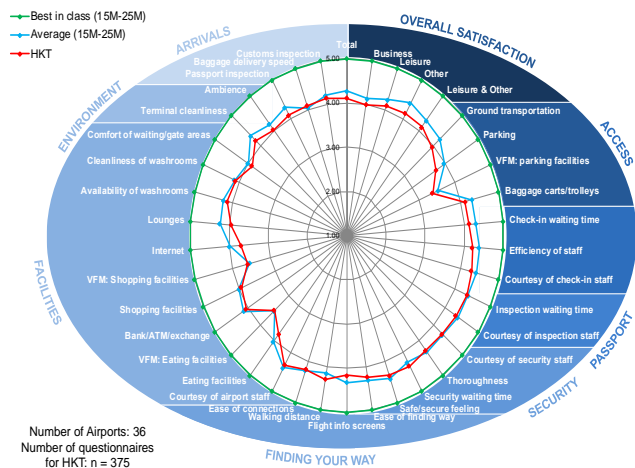 Best in class (15M-25M)
Average (15M-25M)
HKT
OVERALL SATISFACTION
Total
Business
Leisure
Other
Leisure & Other
ACCESS
Ground transportation
Parking
VFM: parking facilities
Baggage carts/trolleys
Check-in waiting time
Efficiency of staff
Courtesy of check-in staff
PASSPORT
Inspection waiting time
Courtesy of inspection staff
SECURITY
Courtesy of security staff
Thoroughness
Security waiting time
Safe/secure feeling
FINDING YOUR WAY
Ease of finding way
Flight info screens
Walking distance
Ease of connections
FACILITIES
Courtesy of airport staff
Eating facilities
VFM: Eating facilities
Bank/ATM/exchange
Shopping facilities
VFM: Shopping facilities
Internet
Lounges
Availability of washrooms
Cleanliness of washrooms
Comfort of waiting/gate areas
ENVIRONMENT
Terminal cleanliness
Ambience
ARRIVALS
Passport inspection
Baggage delivery speed
Customs inspection
5.00
4.00
3.00
2.00
1.00
Number of Airports: 36
Number of questionnaires
for HKT: n = 375